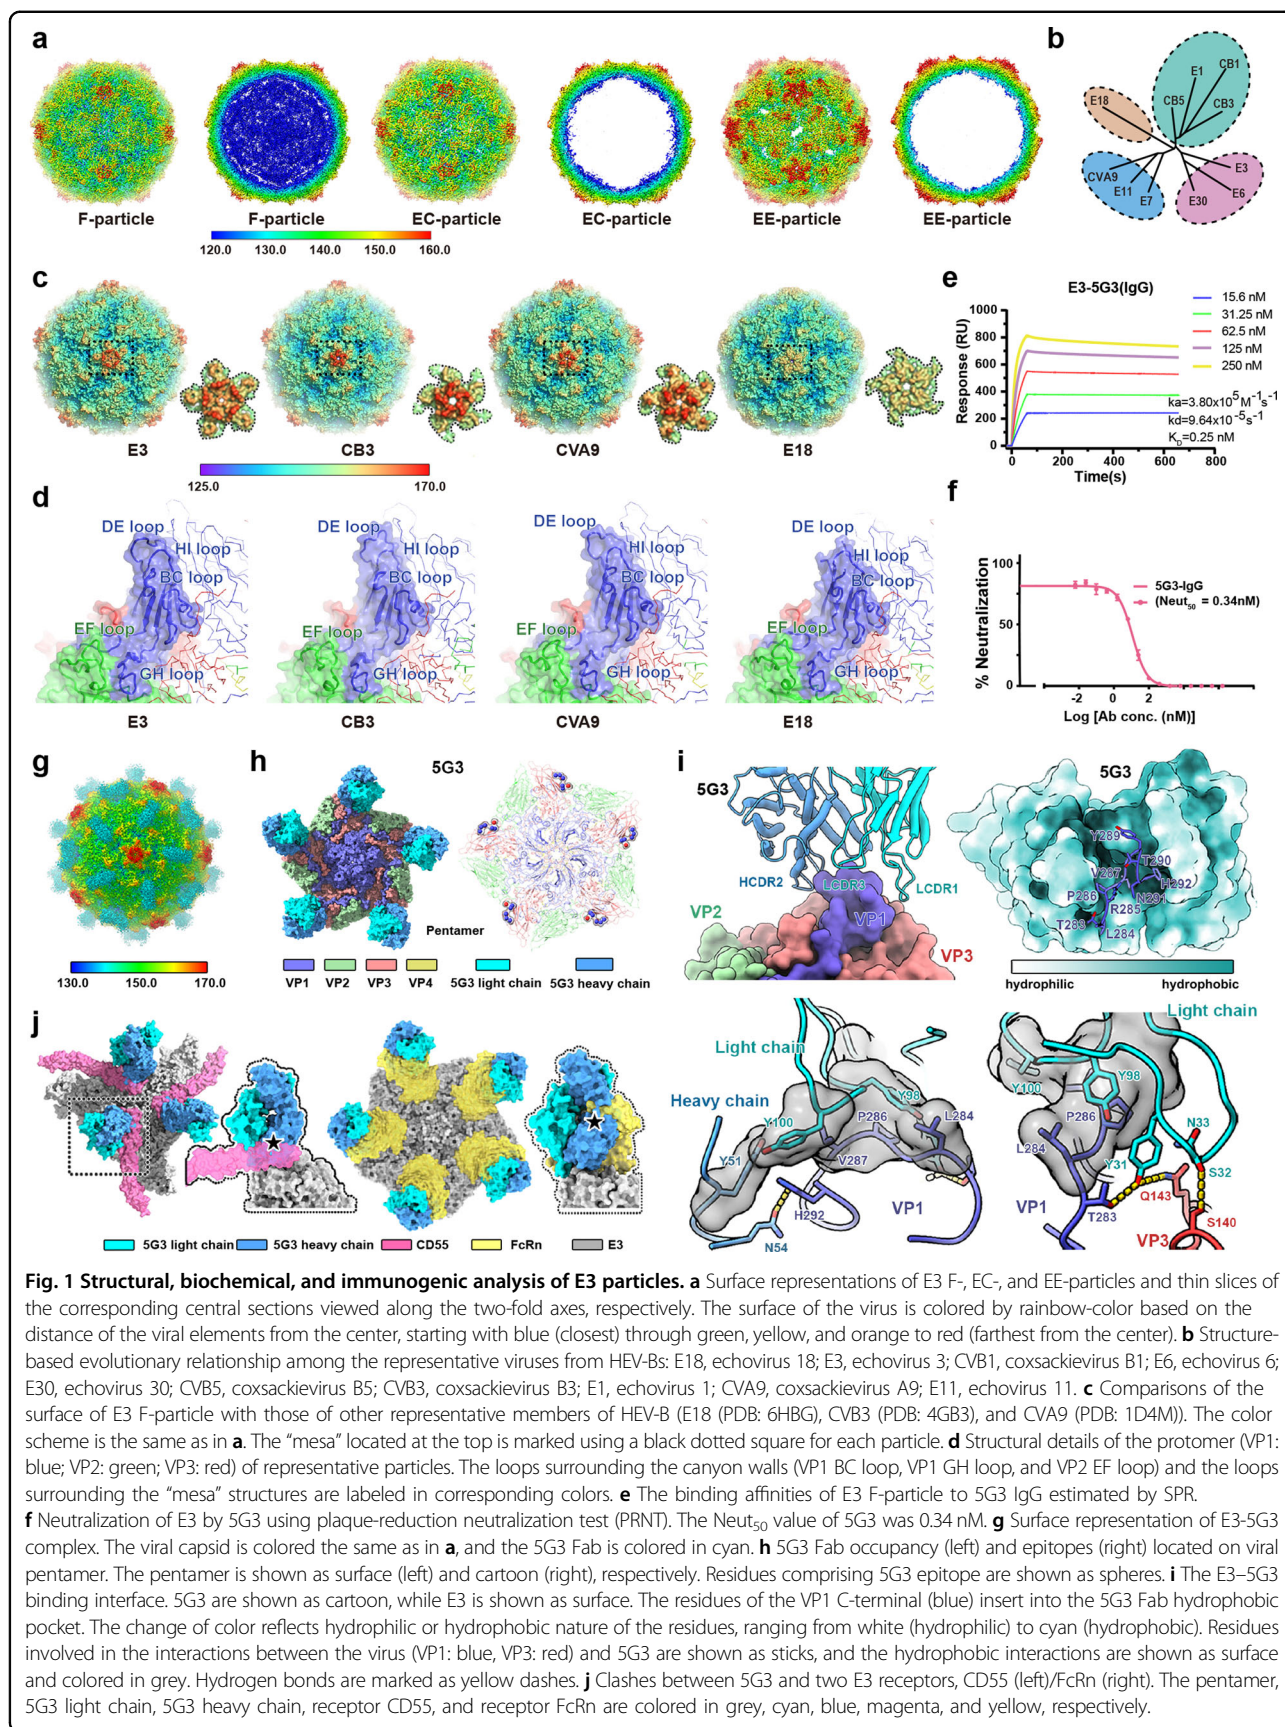 a
F-particle
F-particle
EC-particle
EC-particle
EE-particle
EE-particle
120.0 130.0 140.0 150.0 160.0
b
E18
CB5
E1
CB1
CB3
CVA9
E11
E7
E30
E6
E3
c
E3
CB3
CVA9
E18
125.0 170.0
d
DE loop
HI loop
BC loop
EF loop
GH loop
E3
DE loop
HI loop
BC loop
EF loop
GH loop
CB3
DE loop
HI loop
BC loop
EF loop
GH loop
CVA9
DE loop
HI loop
BC loop
EF loop
GH loop
E18
e
E3-5G3(IgG)
Response (RU)
1000
800
600
400
200
0
0 200 400 600 800
Time(s)
15.6 nM
31.25 nM
62.5 nM
125 nM
250 nM
ka=3.80x10⁵M⁻¹s⁻¹
kd=9.64x10⁻⁵s⁻¹
K_D=0.25 nM
f
% Neutralization
100
50
0
-2 0 2 4 6 8
Log [Ab conc. (nM)]
5G3-IgG
(Neut₅₀ = 0.34nM)
g
130.0 150.0 170.0
h
5G3
Pentamer
VP1 VP2 VP3 VP4 5G3 light chain 5G3 heavy chain
i
5G3
HCDR2
LCDR3
LCDR1
VP2
VP1
VP3
5G3
Y289
T290
V287
H292
P286
N291
R285
T283
L284
hydrophilic hydrophobic
Light chain
Heavy chain
Y100
Y98
P286
L284
Y51
V287
H292
VP1
N54
Light chain
Y100
Y98
P286
N33
L284
Y31
S32
Q143
VP1
T283
S140
VP3
j
5G3 light chain 5G3 heavy chain CD55 FcRn E3
Fig. 1 Structural, biochemical, and immunogenic analysis of E3 particles. a Surface representations of E3 F-, EC-, and EE-particles and thin slices of
the corresponding central sections viewed along the two-fold axes, respectively. The surface of the virus is colored by rainbow-color based on the
distance of the viral elements from the center, starting with blue (closest) through green, yellow, and orange to red (farthest from the center). b Structure-
based evolutionary relationship among the representative viruses from HEV-Bs: E18, echovirus 18; E3, echovirus 3; CVB1, coxsackievirus B1; E6, echovirus 6;
E30, echovirus 30; CVB5, coxsackievirus B5; CVB3, coxsackievirus B3; E1, echovirus 1; CVA9, coxsackievirus A9; E11, echovirus 11. c Comparisons of the
surface of E3 F-particle with those of other representative members of HEV-B (E18 (PDB: 6HBG), CVB3 (PDB: 4GB3), and CVA9 (PDB: 1D4M)). The color
scheme is the same as in a. The “mesa” located at the top is marked using a black dotted square for each particle. d Structural details of the protomer (VP1:
blue; VP2: green; VP3: red) of representative particles. The loops surrounding the canyon walls (VP1 BC loop, VP1 GH loop, and VP2 EF loop) and the loops
surrounding the “mesa” structures are labeled in corresponding colors. e The binding affinities of E3 F-particle to 5G3 IgG estimated by SPR.
f Neutralization of E3 by 5G3 using plaque-reduction neutralization test (PRNT). The Neut₅₀ value of 5G3 was 0.34 nM. g Surface representation of E3-5G3
complex. The viral capsid is colored the same as in a, and the 5G3 Fab is colored in cyan. h 5G3 Fab occupancy (left) and epitopes (right) located on viral
pentamer. The pentamer is shown as surface (left) and cartoon (right), respectively. Residues comprising 5G3 epitope are shown as spheres. i The E3–5G3
binding interface. 5G3 are shown as cartoon, while E3 is shown as surface. The residues of the VP1 C-terminal (blue) insert into the 5G3 Fab hydrophobic
pocket. The change of color reflects hydrophilic or hydrophobic nature of the residues, ranging from white (hydrophilic) to cyan (hydrophobic). Residues
involved in the interactions between the virus (VP1: blue, VP3: red) and 5G3 are shown as sticks, and the hydrophobic interactions are shown as surface
and colored in grey. Hydrogen bonds are marked as yellow dashes. j Clashes between 5G3 and two E3 receptors, CD55 (left)/FcRn (right). The pentamer,
5G3 light chain, 5G3 heavy chain, receptor CD55, and receptor FcRn are colored in grey, cyan, blue, magenta, and yellow, respectively.